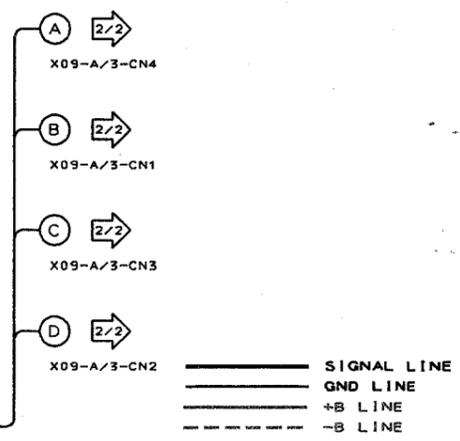 A 2/2
X09-A/3-CN4
B 2/2
X09-A/3-CN1
C 2/2
X09-A/3-CN3
D 2/2
X09-A/3-CN2
SIGNAL LINE
GND LINE
+B LINE
-B LINE